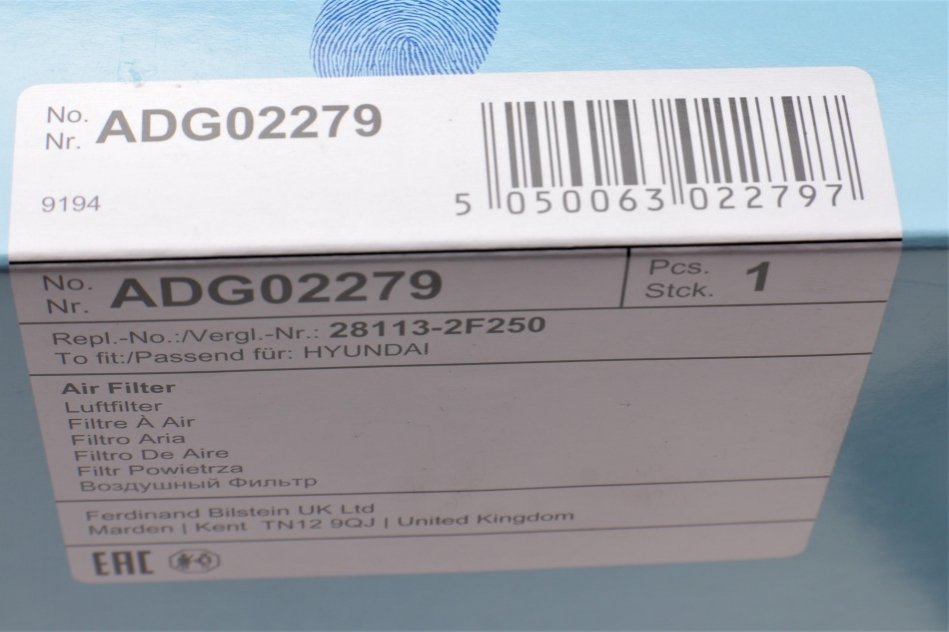 No.
Nr. ADG02279
9194
5 050063 022797
No.
Nr. ADG02279
Pcs.
Stck. 1
Repl.-No.:/Vergl.-Nr.: 28113-2F250
To fit:/Passend für: HYUNDAI
Air Filter
Luftfilter
Filtre À Air
Filtro Aria
Filtro De Aire
Filtr Powietrza
Воздушный Фильтр
Ferdinand Bilstein UK Ltd
Marden | Kent TN12 9QJ | United Kingdom
EAC